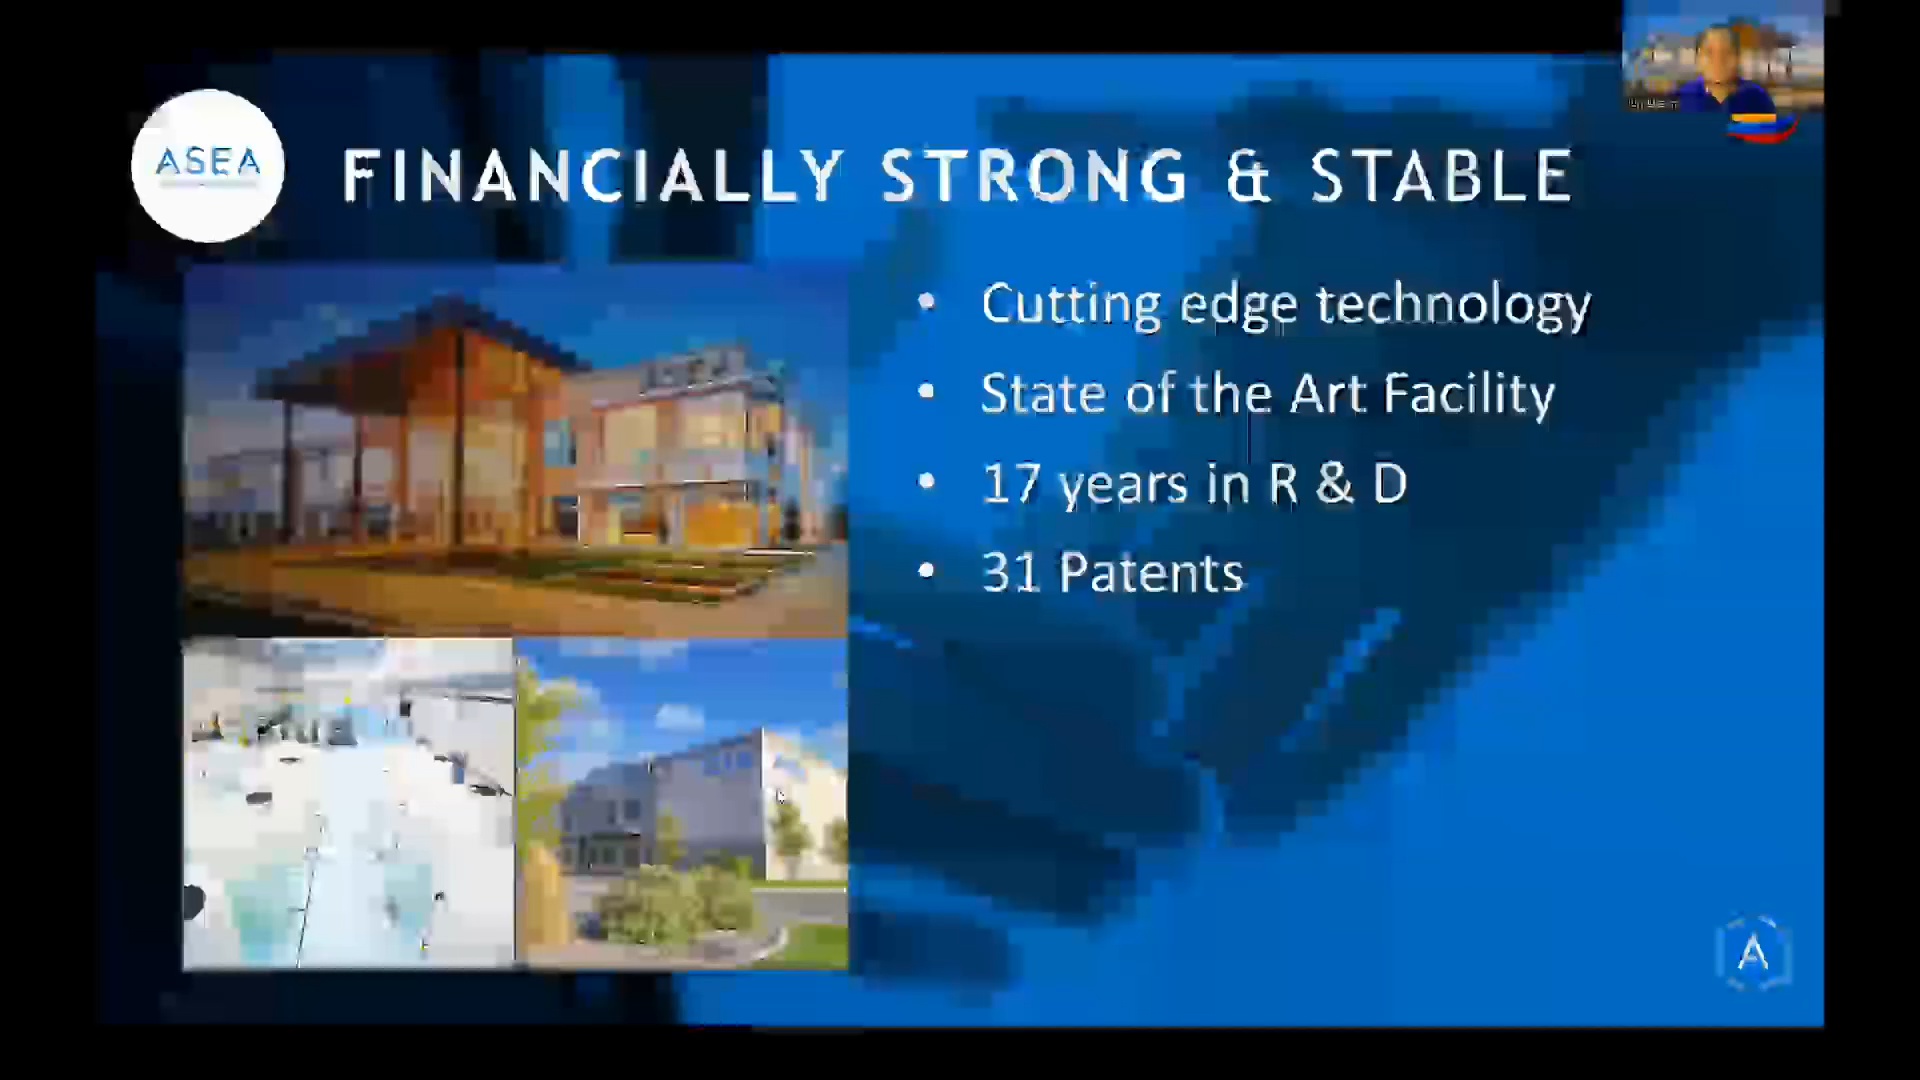 ASEA
FINANCIALLY STRONG & STABLE
• Cutting edge technology
• State of the Art Facility
• 17 years in R & D
• 31 Patents
A